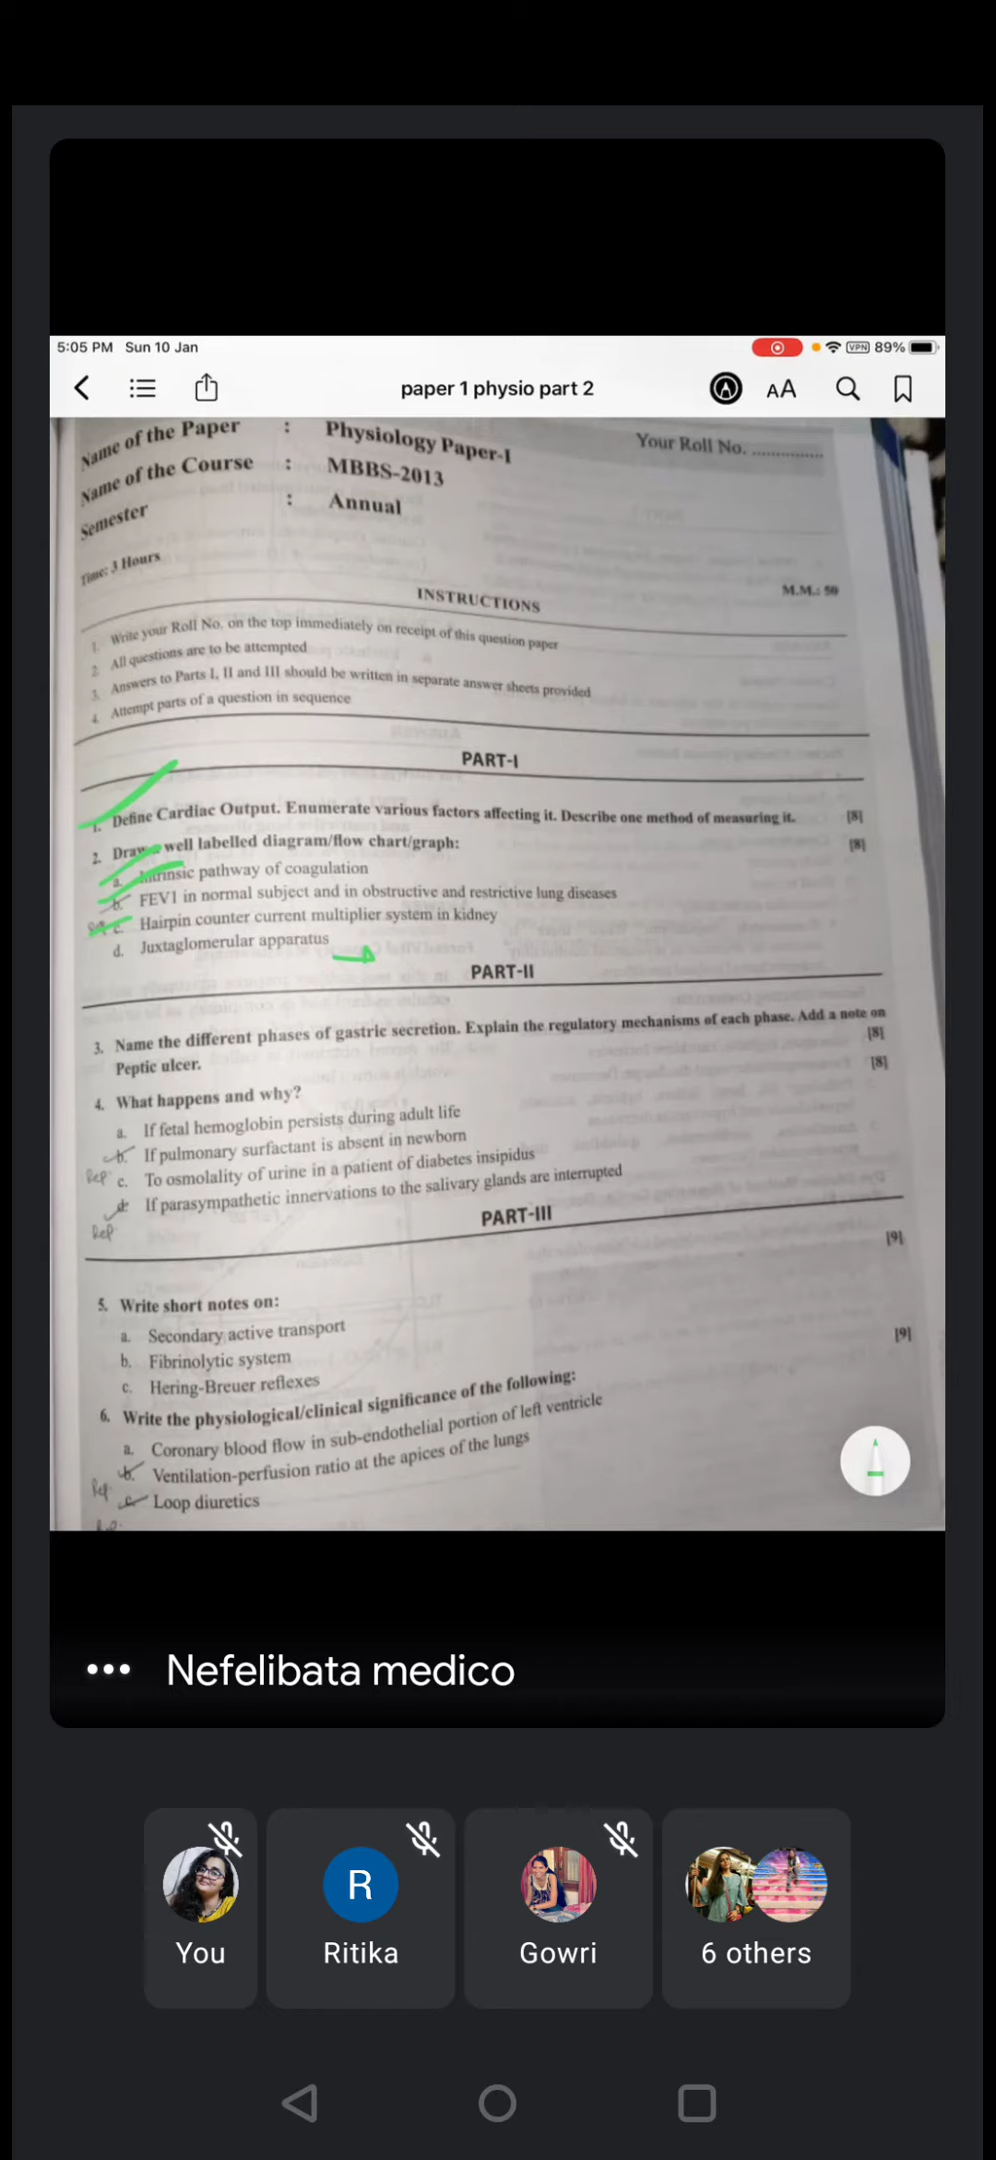 5:05 PM Sun 10 Jan
VPN 89%
paper 1 physio part 2
AA
Name of the Paper : Physiology Paper-I
Your Roll No. ...............
Name of the Course : MBBS-2013
Semester : Annual
Time: 3 Hours
M.M.: 50
INSTRUCTIONS
1. Write your Roll No. on the top immediately on receipt of this question paper
2. All questions are to be attempted
3. Answers to Parts I, II and III should be written in separate answer sheets provided
4. Attempt parts of a question in sequence
PART-I
1. Define Cardiac Output. Enumerate various factors affecting it. Describe one method of measuring it. [8]
2. Draw a well labelled diagram/flow chart/graph: [8]
a. Intrinsic pathway of coagulation
b. FEV1 in normal subject and in obstructive and restrictive lung diseases
Rep c. Hairpin counter current multiplier system in kidney
d. Juxtaglomerular apparatus
PART-II
3. Name the different phases of gastric secretion. Explain the regulatory mechanisms of each phase. Add a note on
Peptic ulcer. [8]
4. What happens and why? [8]
a. If fetal hemoglobin persists during adult life
b. If pulmonary surfactant is absent in newborn
Rep c. To osmolality of urine in a patient of diabetes insipidus
d. If parasympathetic innervations to the salivary glands are interrupted
Rep
PART-III
5. Write short notes on: [9]
a. Secondary active transport
b. Fibrinolytic system
c. Hering-Breuer reflexes
6. Write the physiological/clinical significance of the following: [9]
a. Coronary blood flow in sub-endothelial portion of left ventricle
b. Ventilation-perfusion ratio at the apices of the lungs
Rep c. Loop diuretics
Nefelibata medico
R
You
Ritika
Gowri
6 others